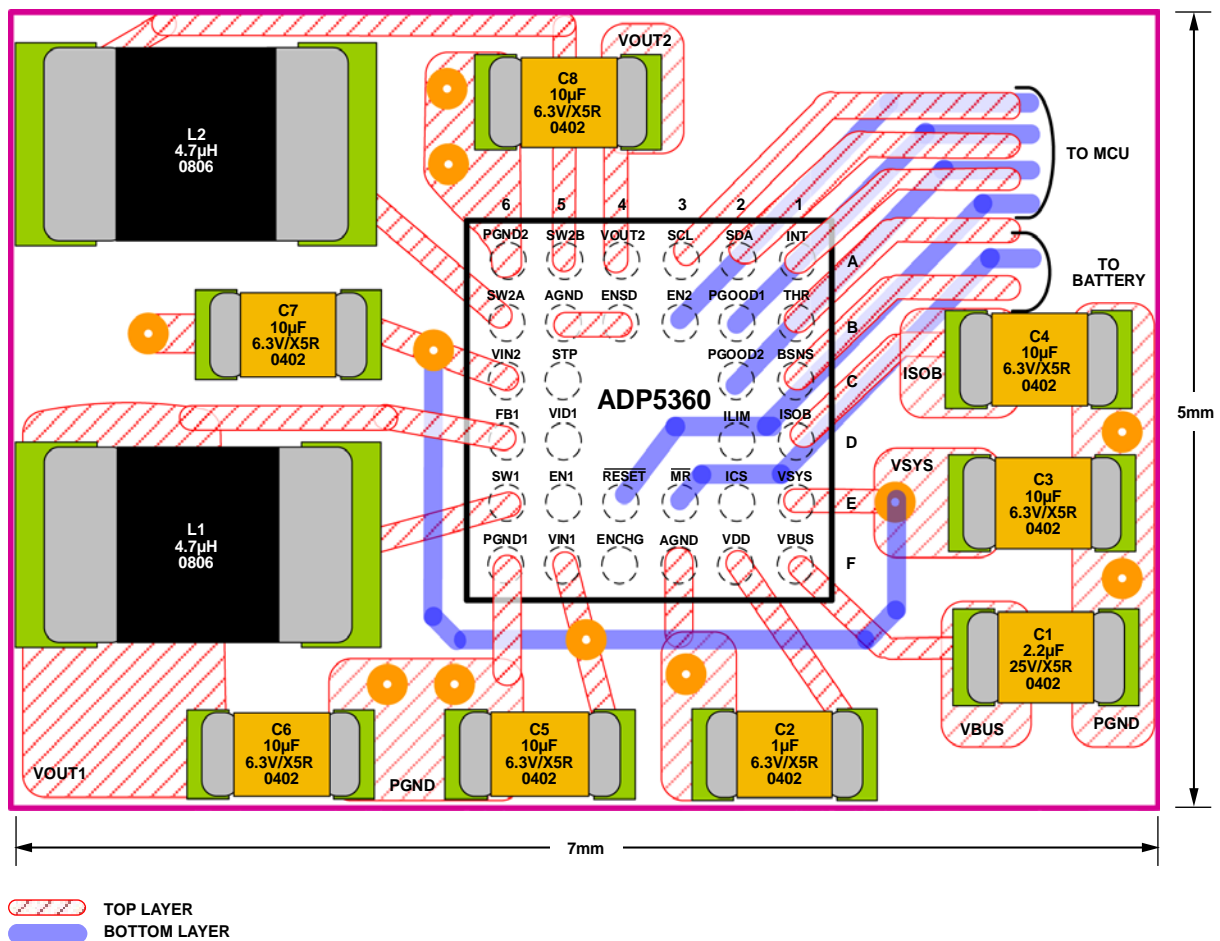 VOUT2
C8
10µF
6.3V/X5R
0402
L2
4.7µH
0806
TO MCU
6 5 4 3 2 1
PGND2 SW2B VOUT2 SCL SDA INT
A
TO
BATTERY
SW2A AGND ENSD EN2 PGOOD1 THR
B
C7
10µF
6.3V/X5R
0402
C4
10µF
6.3V/X5R
0402
ISOB
VIN2 STP PGOOD2 BSNS
C
ADP5360
5mm
FB1 VID1 ILIM ISOB
D
VSYS
C3
10µF
6.3V/X5R
0402
SW1 EN1 RESET MR ICS VSYS
E
L1
4.7µH
0806
PGND1 VIN1 ENCHG AGND VDD VBUS
F
C1
2.2µF
25V/X5R
0402
VBUS
PGND
C6
10µF
6.3V/X5R
0402
C5
10µF
6.3V/X5R
0402
C2
1µF
6.3V/X5R
0402
VOUT1
PGND
7mm
TOP LAYER
BOTTOM LAYER